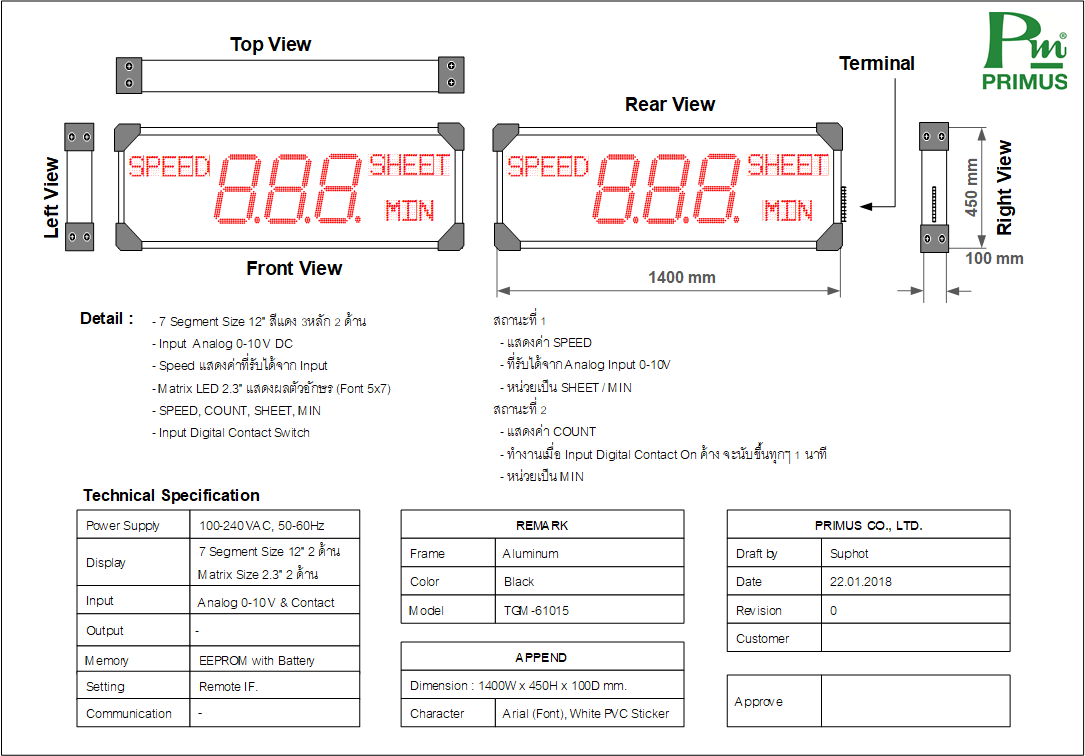 Top View
Pm®
PRIMUS
Terminal
Rear View
Left View
SPEED 8.8.8. SHEET
MIN
SPEED 8.8.8. SHEET
MIN
450 mm
Right View
Front View
100 mm
1400 mm
Detail :
- 7 Segment Size 12" สีแดง 3หลัก 2 ด้าน
- Input Analog 0-10V DC
- Speed แสดงค่าที่รับได้จาก Input
- Matrix LED 2.3" แสดงผลตัวอักษร (Font 5x7)
- SPEED, COUNT, SHEET, MIN
- Input Digital Contact Switch
สถานะที่ 1
- แสดงค่า SPEED
- ที่รับได้จาก Analog Input 0-10V
- หน่วยเป็น SHEET / MIN
สถานะที่ 2
- แสดงค่า COUNT
- ทำงานเมื่อ Input Digital Contact On ค้าง จะนับขึ้นทุกๆ 1 นาที
- หน่วยเป็น MIN
Technical Specification
Power Supply 100-240VAC, 50-60Hz
Display 7 Segment Size 12" 2 ด้าน
Matrix Size 2.3" 2 ด้าน
Input Analog 0-10V & Contact
Output -
Memory EEPROM with Battery
Setting Remote IF.
Communication -
REMARK
Frame Aluminum
Color Black
Model TGM-61015
APPEND
Dimension : 1400W x 450H x 100D mm.
Character Arial (Font), White PVC Sticker
PRIMUS CO., LTD.
Draft by Suphot
Date 22.01.2018
Revision 0
Customer
Approve